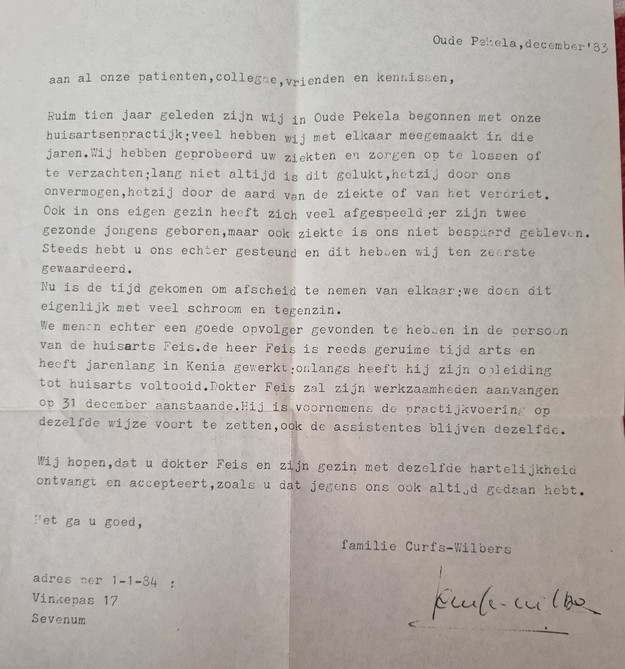 Oude Pekela,december'83
aan al onze patienten,collegae,vrienden en kennissen,
Ruim tien jaar geleden zijn wij in Oude Pekela begonnen met onze
huisartsenpractijk;veel hebben wij met elkaar meegemaakt in die
jaren.Wij hebben geprobeerd uw ziekten en zorgen op te lossen of
te verzachten;lang niet altijd is dit gelukt,hetzij door ons
onvermogen,hetzij door de aard van de ziekte of van het verdriet.
Ook in ons eigen gezin heeft zich veel afgespeeld;er zijn twee
gezonde jongens geboren,maar ook ziekte is ons niet bespaard gebleven.
Steeds hebt u ons echter gesteund en dit hebben wij ten zeerste
gewaardeerd.
Nu is de tijd gekomen om afscheid te nemen van elkaar;we doen dit
eigenlijk met veel schroom en tegenzin.
We menen echter een goede opvolger gevonden te hebben in de persoon
van de huisarts Feis.de heer Feis is reeds geruime tijd arts en
heeft jarenlang in Kenia gewerkt;onlangs heeft hij zijn opleiding
tot huisarts voltooid.Dokter Feis zal zijn werkzaamheden aanvangen
op 31 december aanstaande.Hij is voornemens de practijkvoering op
dezelfde wijze voort te zetten,ook de assistentes blijven dezelfde.
Wij hopen,dat u dokter Feis en zijn gezin met dezelfde hartelijkheid
ontvangt en accepteert,zoals u dat jegens ons ook altijd gedaan hebt.
Het ga u goed,
familie Curfs-Wilbers
adres per 1-1-84 :
Vinkepas 17
Sevenum